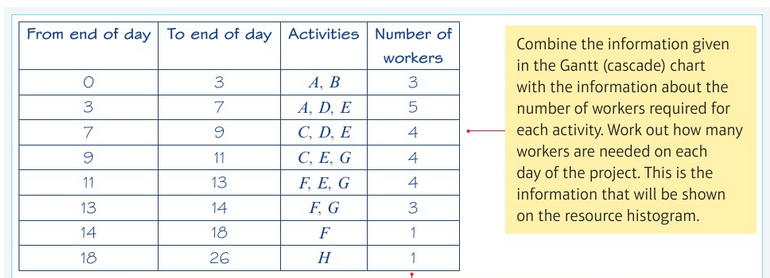 From end of day To end of day Activities Number of
workers
0 3 A, B 3
3 7 A, D, E 5
7 9 C, D, E 4
9 11 C, E, G 4
11 13 F, E, G 4
13 14 F, G 3
14 18 F 1
18 26 H 1
Combine the information given
in the Gantt (cascade) chart
with the information about the
number of workers required for
each activity. Work out how many
workers are needed on each
day of the project. This is the
information that will be shown
on the resource histogram.